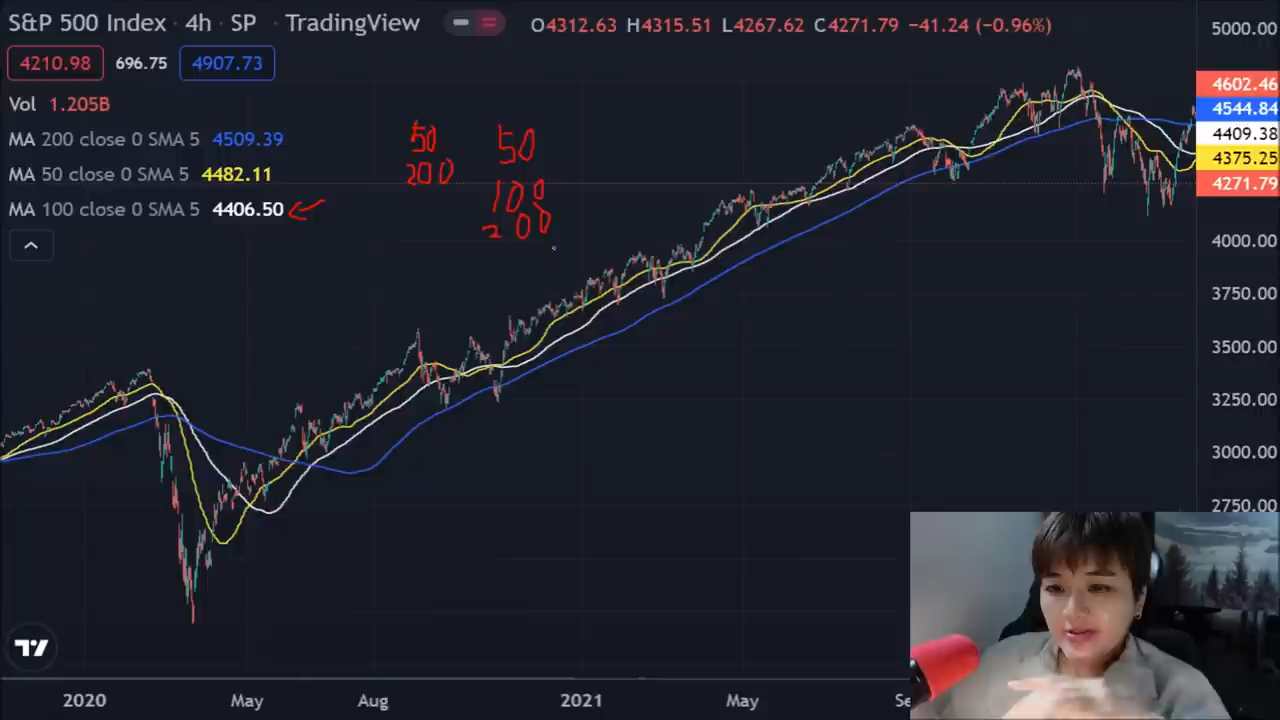 S&P 500 Index · 4h · SP · TradingView O4312.63 H4315.51 L4267.62 C4271.79 −41.24 (−0.96%)
4210.98 696.75 4907.73
Vol 1.205B
MA 200 close 0 SMA 5 4509.39
MA 50 close 0 SMA 5 4482.11
MA 100 close 0 SMA 5 4406.50
50
200
50
100
200
5000.00
4602.46
4544.84
4409.38
4375.25
4271.79
4000.00
3750.00
3500.00
3250.00
3000.00
2750.00
2020 May Aug 2021 May Se